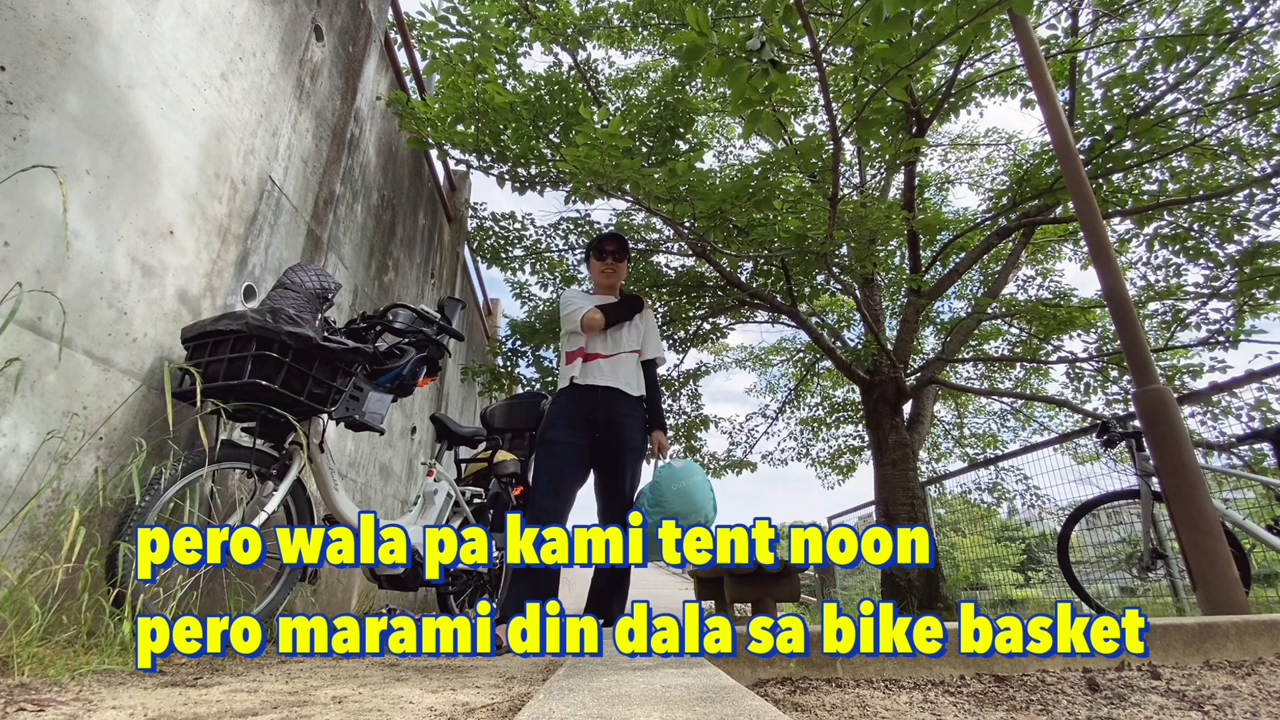 pero wala pa kami tent noon
pero marami din dala sa bike basket